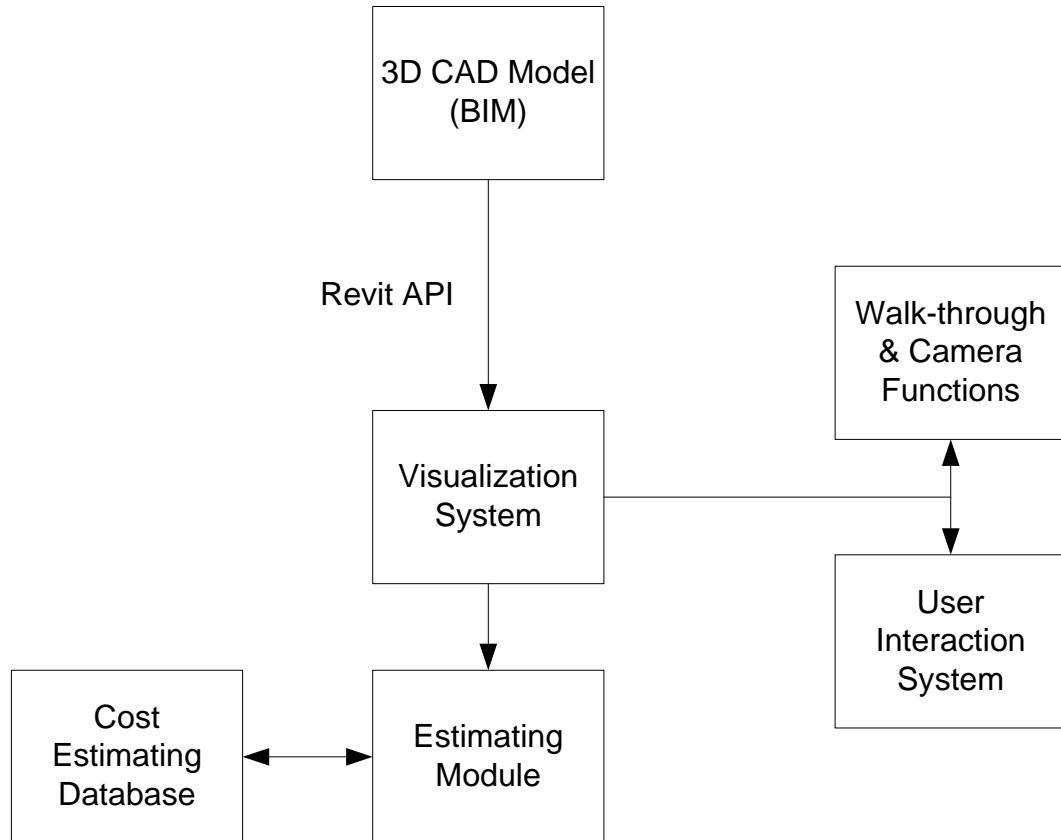 3D CAD Model
(BIM)
Revit API
Walk-through
& Camera
Functions
Visualization
System
User
Interaction
System
Cost
Estimating
Database
Estimating
Module